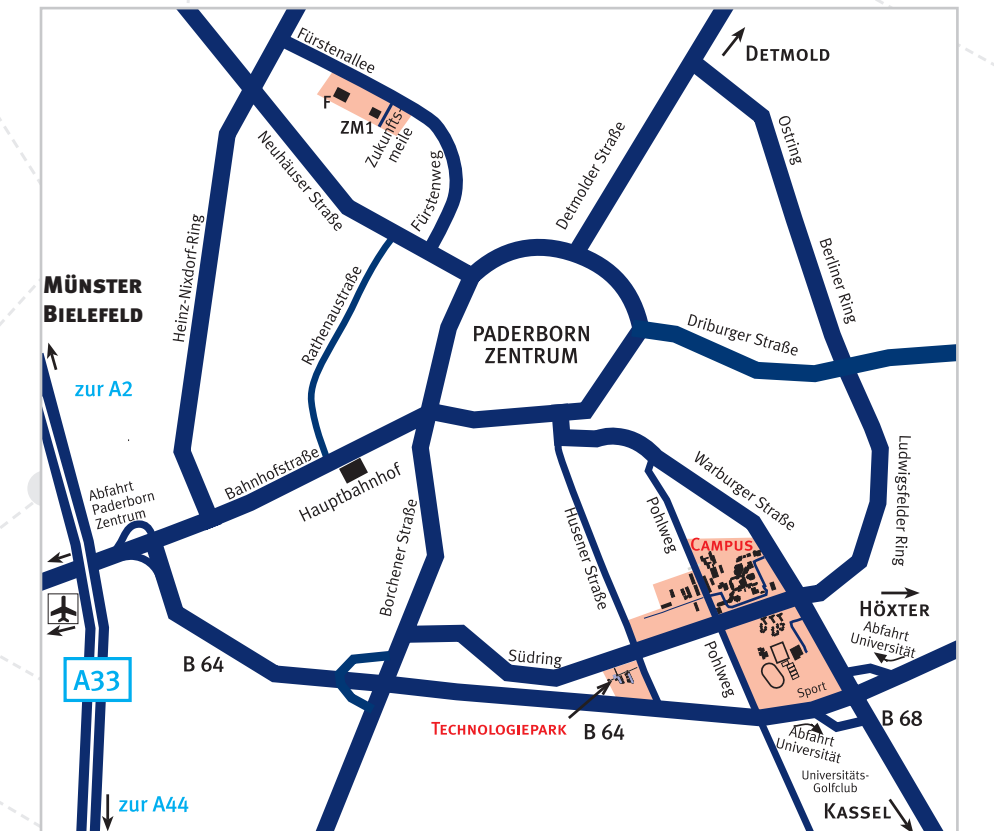 Fürstenallee
DETMOLD
F
ZM1
Zukunfts-
meile
Ostring
Neuhäuser Straße
Fürstenweg
Detmolder Straße
Heinz-Nixdorf-Ring
Rathenaustraße
Berliner Ring
MÜNSTER
BIELEFELD
PADERBORN
ZENTRUM
Driburger Straße
zur A2
Bahnhofstraße
Hauptbahnhof
Abfahrt
Paderborn
Zentrum
Warburger Straße
Ludwigsfelder Ring
Borchener Straße
Husener Straße
Pohlweg
CAMPUS
HÖXTER
Abfahrt
Universität
B 64
Südring
Pohlweg
Sport
A33
TECHNOLOGIEPARK
B 64
B 68
Abfahrt
Universität
Universitäts-
Golfclub
zur A44
KASSEL